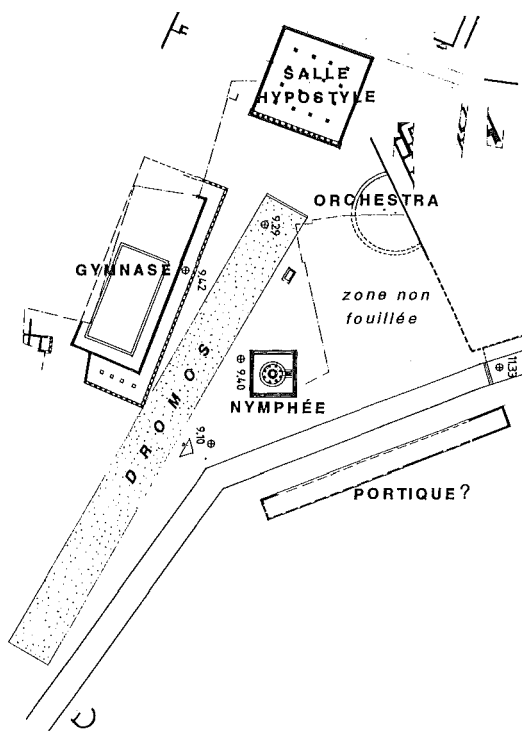 SALLE
HYPOSTYLE
ORCHESTRA
9,29
GYMNASE
9,42
zone non
fouillée
11,33
9,40
NYMPHÉE
DROMOS
9,10
PORTIQUE?